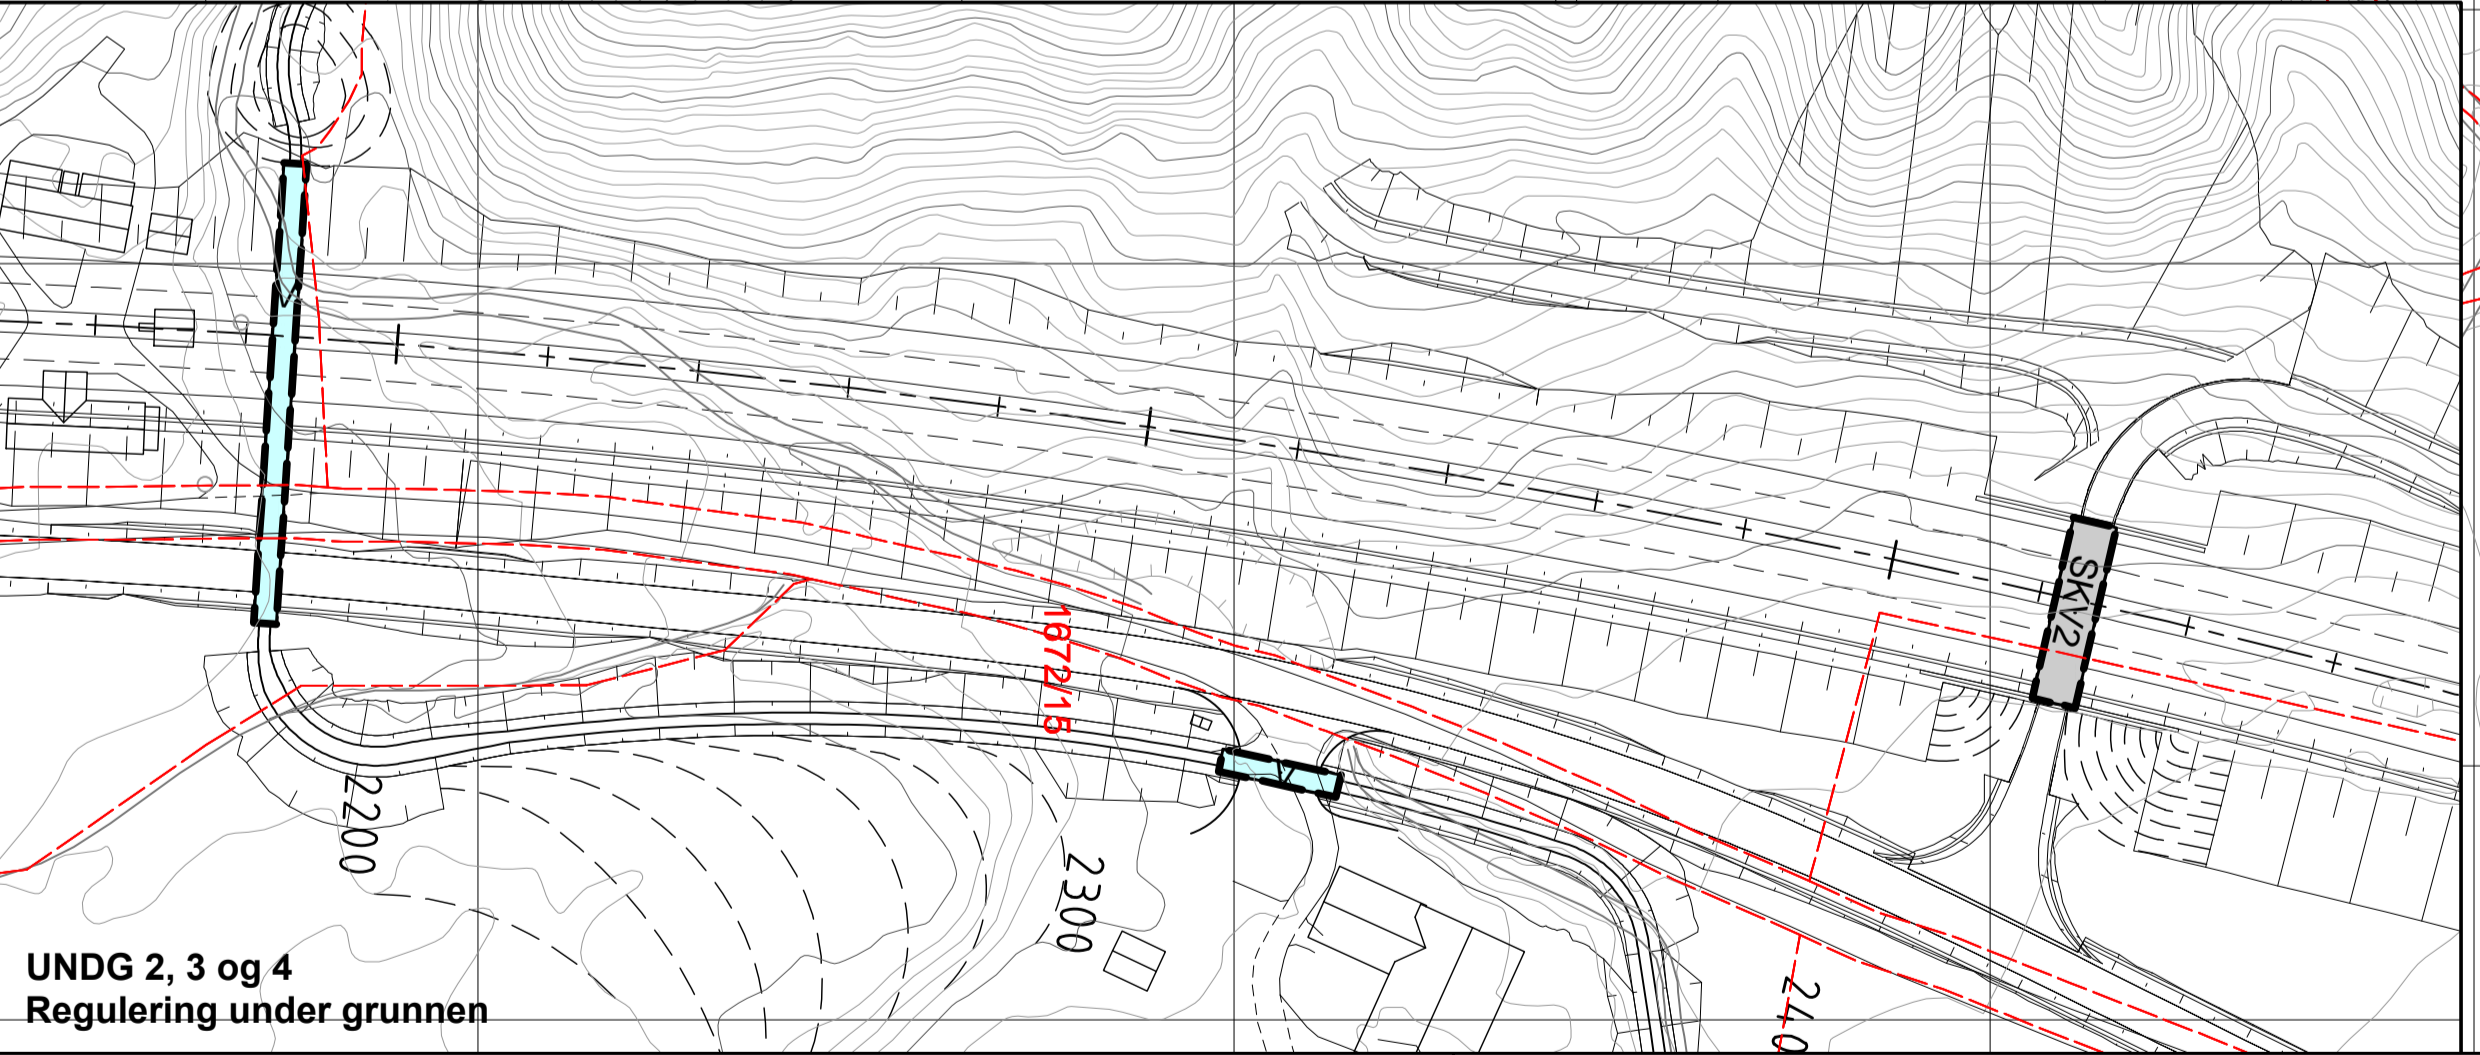 V
SKV2
1672/15
V
2200
2300
240
UNDG 2, 3 og 4
Regulering under grunnen